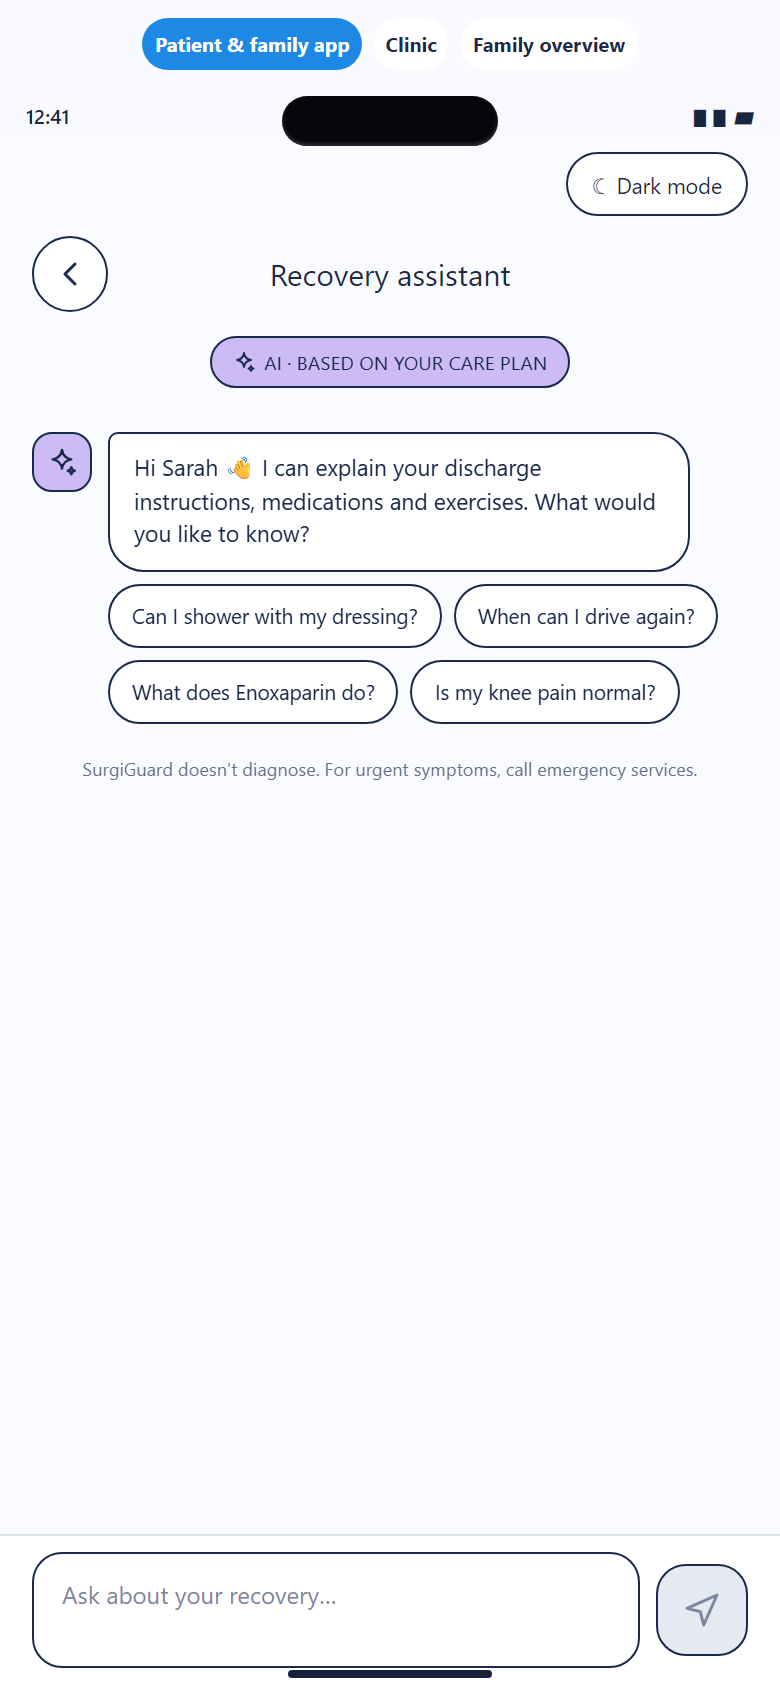 Patient & family app
Clinic
Family overview
12:41
☾ Dark mode
Recovery assistant
AI · BASED ON YOUR CARE PLAN
Hi Sarah 👋 I can explain your discharge
instructions, medications and exercises. What would
you like to know?
Can I shower with my dressing?
When can I drive again?
What does Enoxaparin do?
Is my knee pain normal?
SurgiGuard doesn't diagnose. For urgent symptoms, call emergency services.
Ask about your recovery…